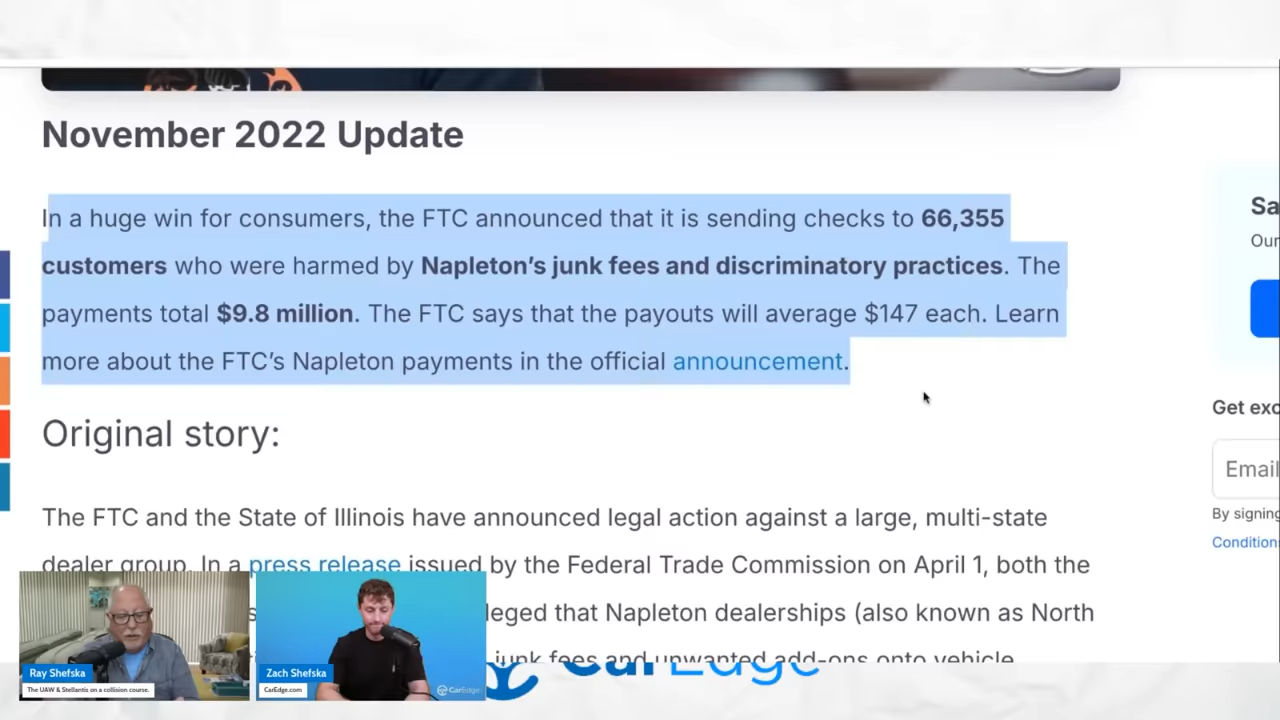 November 2022 Update
In a huge win for consumers, the FTC announced that it is sending checks to 66,355
customers who were harmed by Napleton’s junk fees and discriminatory practices. The
payments total $9.8 million. The FTC says that the payouts will average $147 each. Learn
more about the FTC’s Napleton payments in the official announcement.
Original story:
The FTC and the State of Illinois have announced legal action against a large, multi-state
dealer group. In a press release issued by the Federal Trade Commission on April 1, both the
that Napleton dealerships (also known as North
junk fees and unwanted add-ons onto vehicle
Our
Get
Email
By signing
Ray Shefska
The UAW & Stellantis on a collision course.
Zach Shefska
CarEdge.com
CarEdge
Car Edge